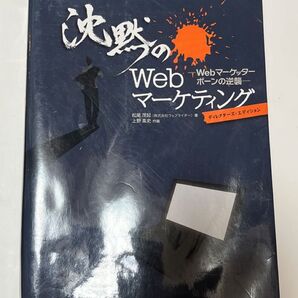 沈黙の
Web
マーケティング
−Webマーケッター
ボーンの逆襲−
ディレクターズ・エディション
松尾 茂起（株式会社ウェブライダー）著
上野 高史 作画